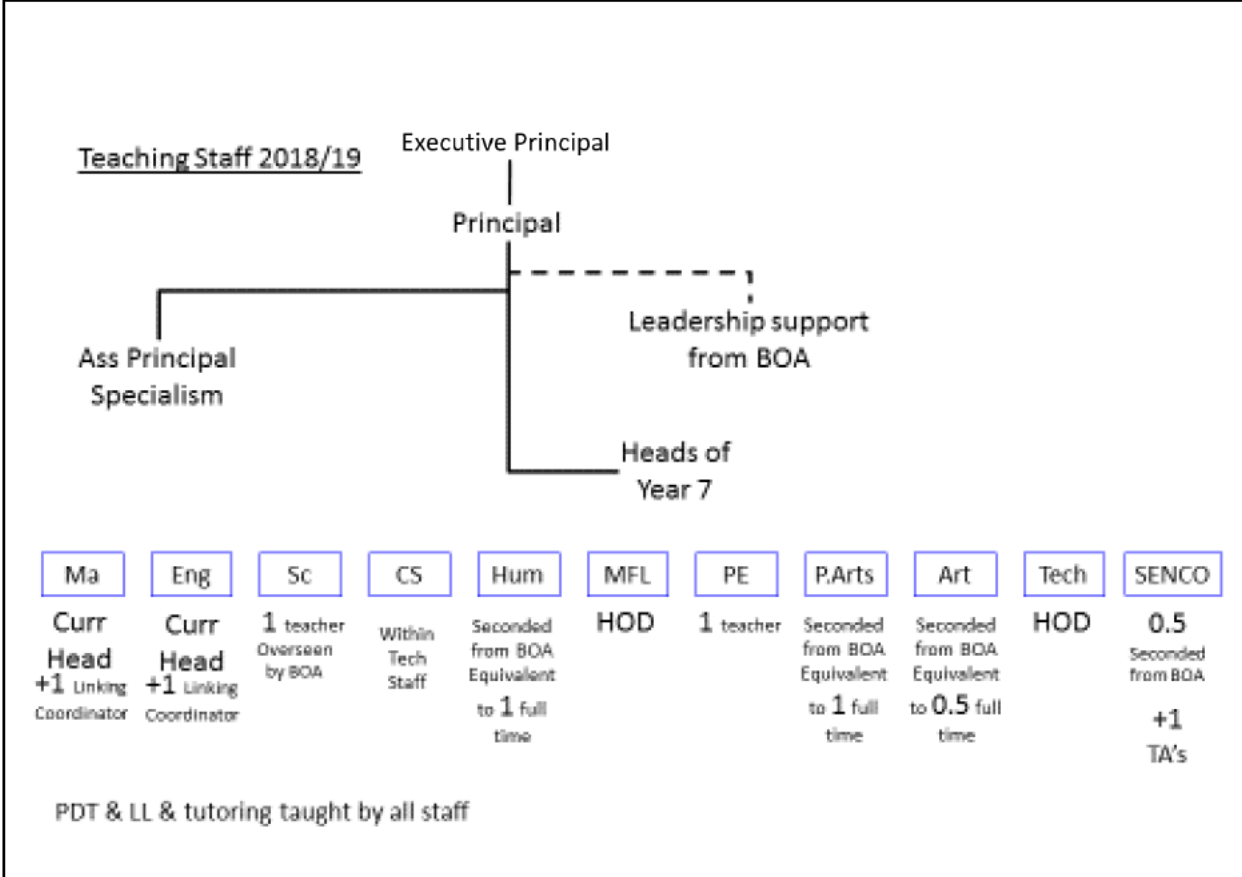 Teaching Staff 2018/19
Executive Principal
Principal
Leadership support
from BOA
Ass Principal
Specialism
Heads of
Year 7
Ma
Curr
Head
+1 Linking
Coordinator
Eng
Curr
Head
+1 Linking
Coordinator
Sc
1 teacher
Overseen
by BOA
CS
Within
Tech
Staff
Hum
Seconded
from BOA
Equivalent
to 1 full
time
MFL
HOD
PE
1 teacher
P.Arts
Seconded
from BOA
Equivalent
to 1 full
time
Art
Seconded
from BOA
Equivalent
to 0.5 full
time
Tech
HOD
SENCO
0.5
Seconded
from BOA
+1
TA's
PDT & LL & tutoring taught by all staff